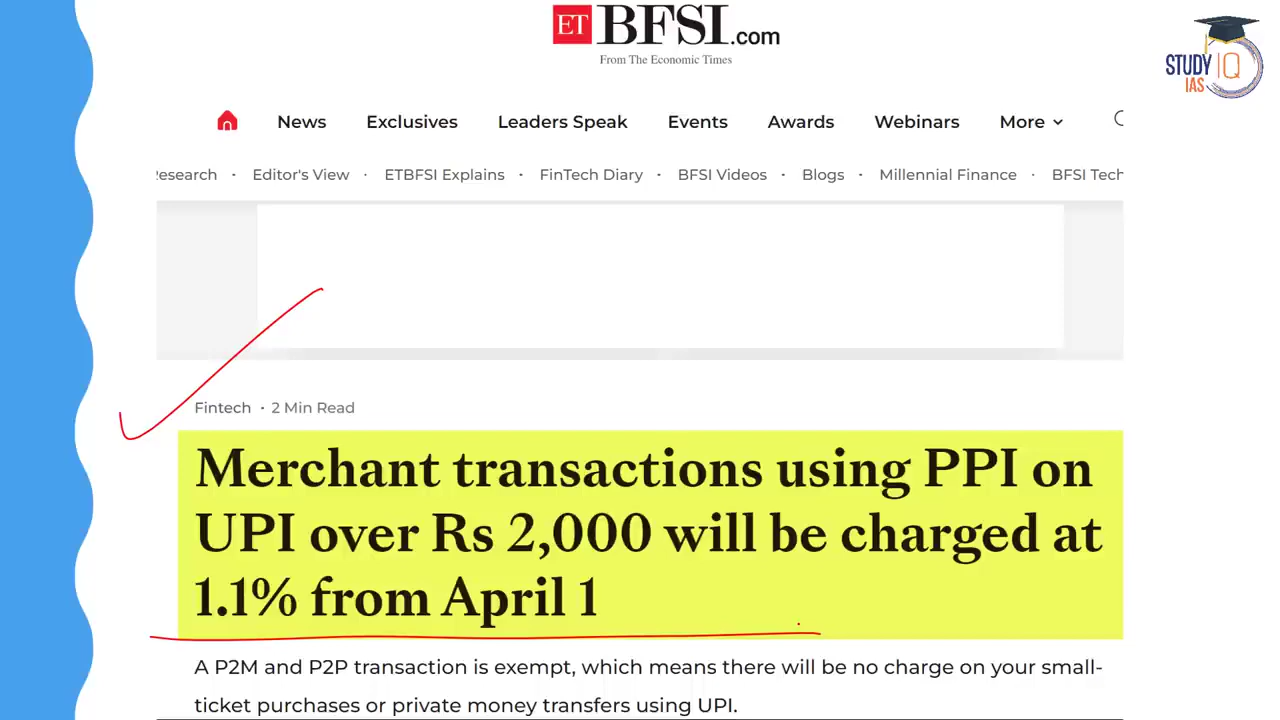 ET BFSI.com
From The Economic Times
STUDY IQ
IAS
News Exclusives Leaders Speak Events Awards Webinars More
esearch · Editor's View · ETBFSI Explains · FinTech Diary · BFSI Videos · Blogs · Millennial Finance · BFSI Tech
Fintech · 2 Min Read
Merchant transactions using PPI on
UPI over Rs 2,000 will be charged at
1.1% from April 1
A P2M and P2P transaction is exempt, which means there will be no charge on your small-
ticket purchases or private money transfers using UPI.